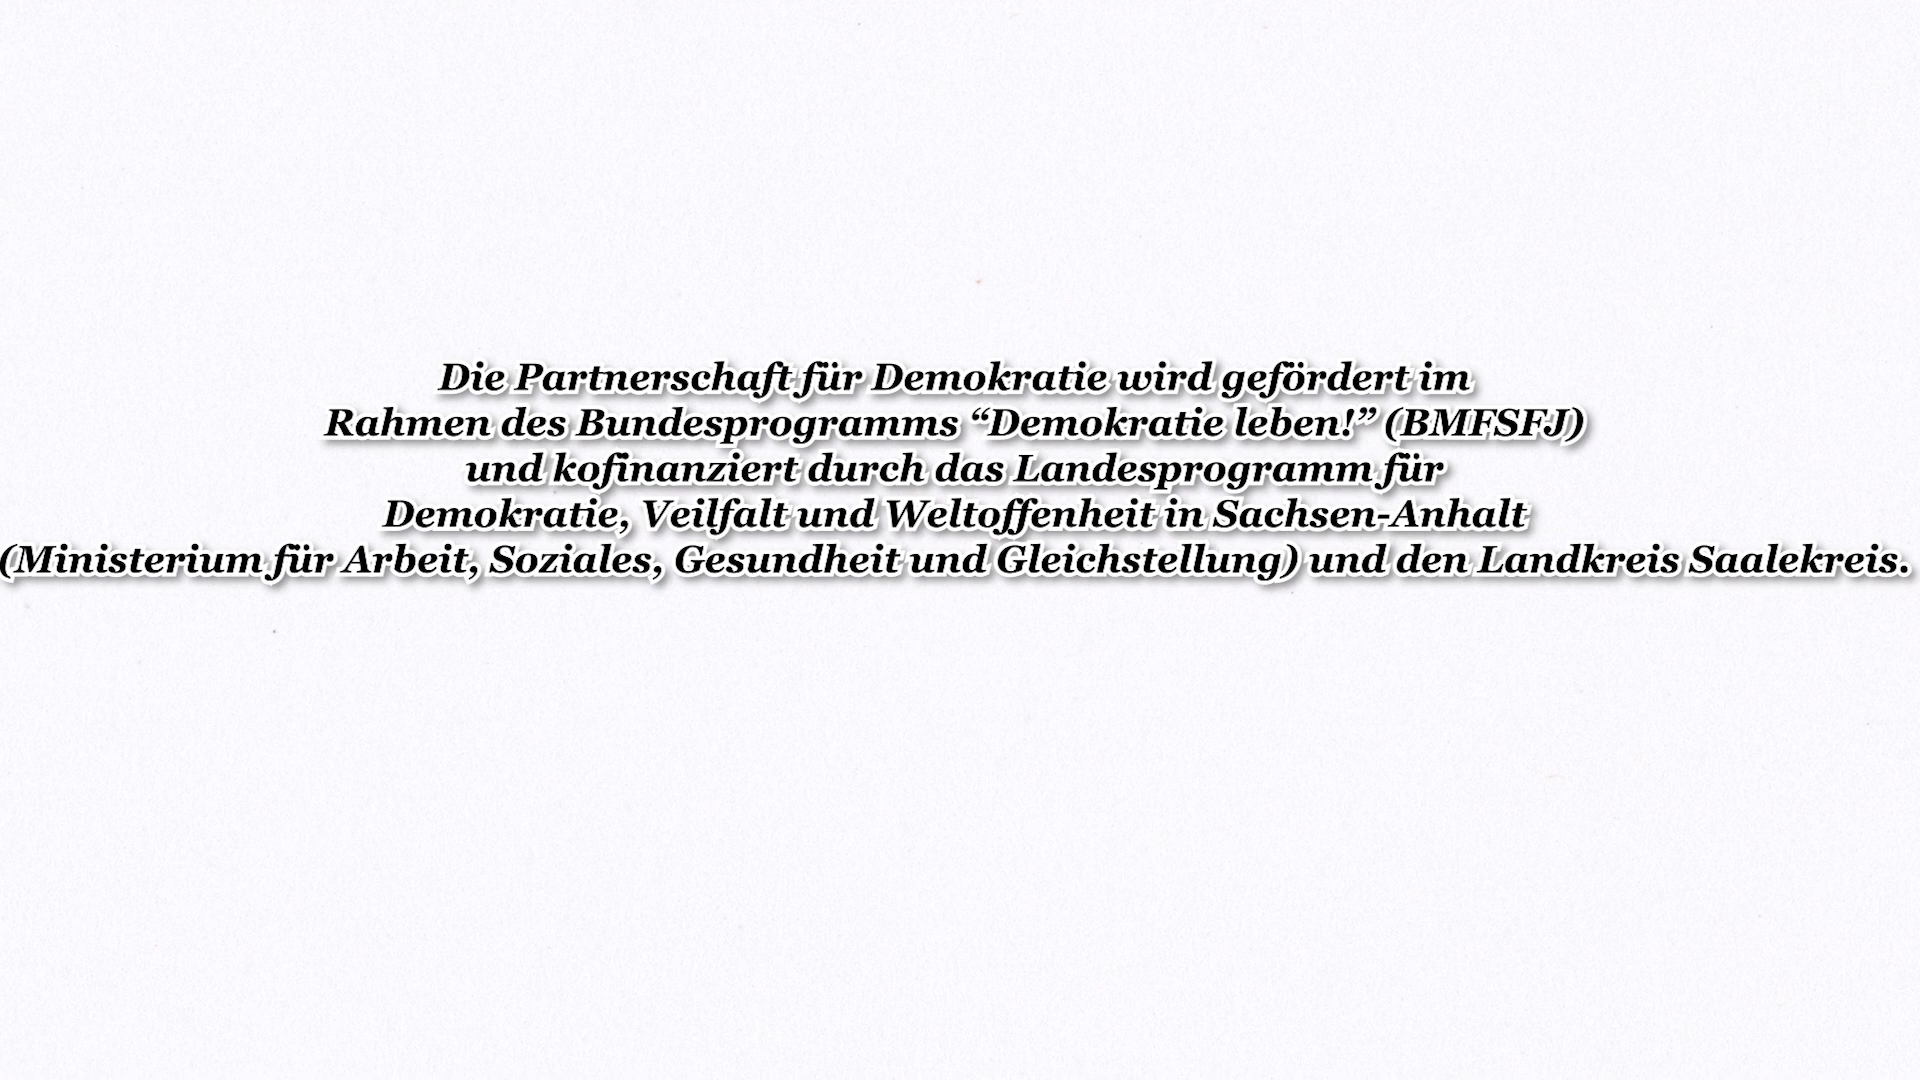 Die Partnerschaft für Demokratie wird gefördert im
Rahmen des Bundesprogramms “Demokratie leben!” (BMFSFJ)
und kofinanziert durch das Landesprogramm für
Demokratie, Veilfalt und Weltoffenheit in Sachsen-Anhalt
(Ministerium für Arbeit, Soziales, Gesundheit und Gleichstellung) und den Landkreis Saalekreis.